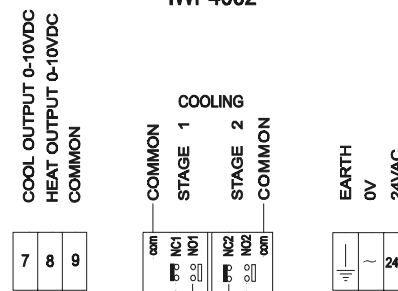 COOL OUTPUT 0-10VDC
HEAT OUTPUT 0-10VDC
COMMON
COOLING
COMMON
STAGE 1
STAGE 2
COMMON
EARTH
0V
24VAC
7 8 9
com NC1 NO1 NC2 NO2 com
~ 24